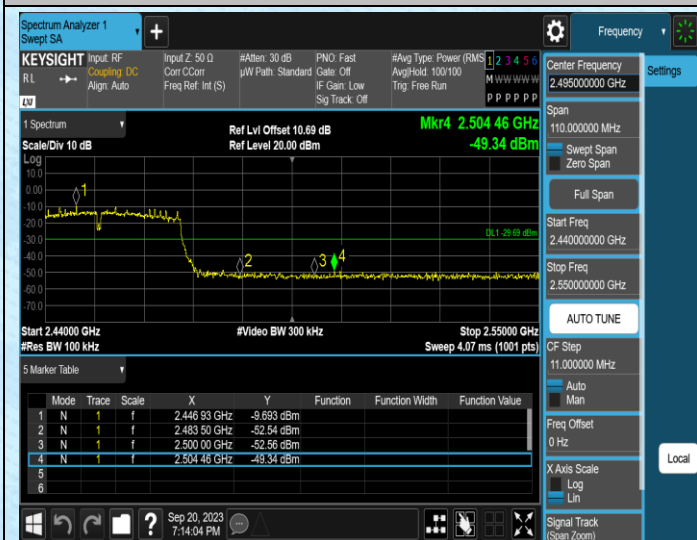 Spectrum Analyzer 1
Swept SA
Frequency
KEYSIGHT
RL
LXI
Input: RF
Coupling: DC
Align: Auto
Input Z: 50 Ω
Corr CCorr
Freq Ref: Int (S)
#Atten: 30 dB
µW Path: Standard
PNO: Fast
Gate: Off
IF Gain: Low
Sig Track: Off
#Avg Type: Power (RMS
Avg|Hold: 100/100
Trig: Free Run
1 2 3 4 5 6
M W W W W W
P P P P P P
Center Frequency
2.495000000 GHz
Settings
Span
110.000000 MHz
Swept Span
Zero Span
Full Span
Start Freq
2.440000000 GHz
Stop Freq
2.550000000 GHz
AUTO TUNE
CF Step
11.000000 MHz
Auto
Man
Freq Offset
0 Hz
X Axis Scale
Log
Lin
Signal Track
(Span Zoom)
Local
1 Spectrum
Scale/Div 10 dB
Ref Lvl Offset 10.69 dB
Ref Level 20.00 dBm
Mkr4 2.504 46 GHz
-49.34 dBm
Log
10.0
0.00
-10.0
-20.0
-30.0
-40.0
-50.0
-60.0
-70.0
1
2
3
4
DL1 -29.69 dBm
Start 2.44000 GHz
#Res BW 100 kHz
#Video BW 300 kHz
Stop 2.55000 GHz
Sweep 4.07 ms (1001 pts)
5 Marker Table
Mode Trace Scale X Y Function Function Width Function Value
1 N 1 f 2.446 93 GHz -9.693 dBm
2 N 1 f 2.483 50 GHz -52.54 dBm
3 N 1 f 2.500 00 GHz -52.56 dBm
4 N 1 f 2.504 46 GHz -49.34 dBm
5
6
Sep 20, 2023
7:14:04 PM